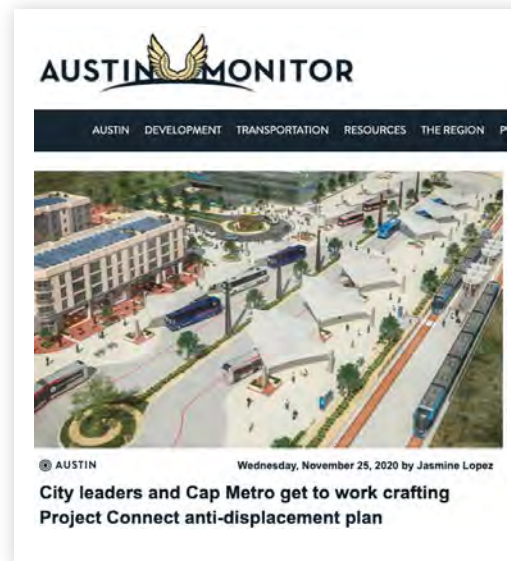 AUSTIN MONITOR
AUSTIN DEVELOPMENT TRANSPORTATION RESOURCES THE REGION
AUSTIN
Wednesday, November 25, 2020 by Jasmine Lopez
City leaders and Cap Metro get to work crafting
Project Connect anti-displacement plan